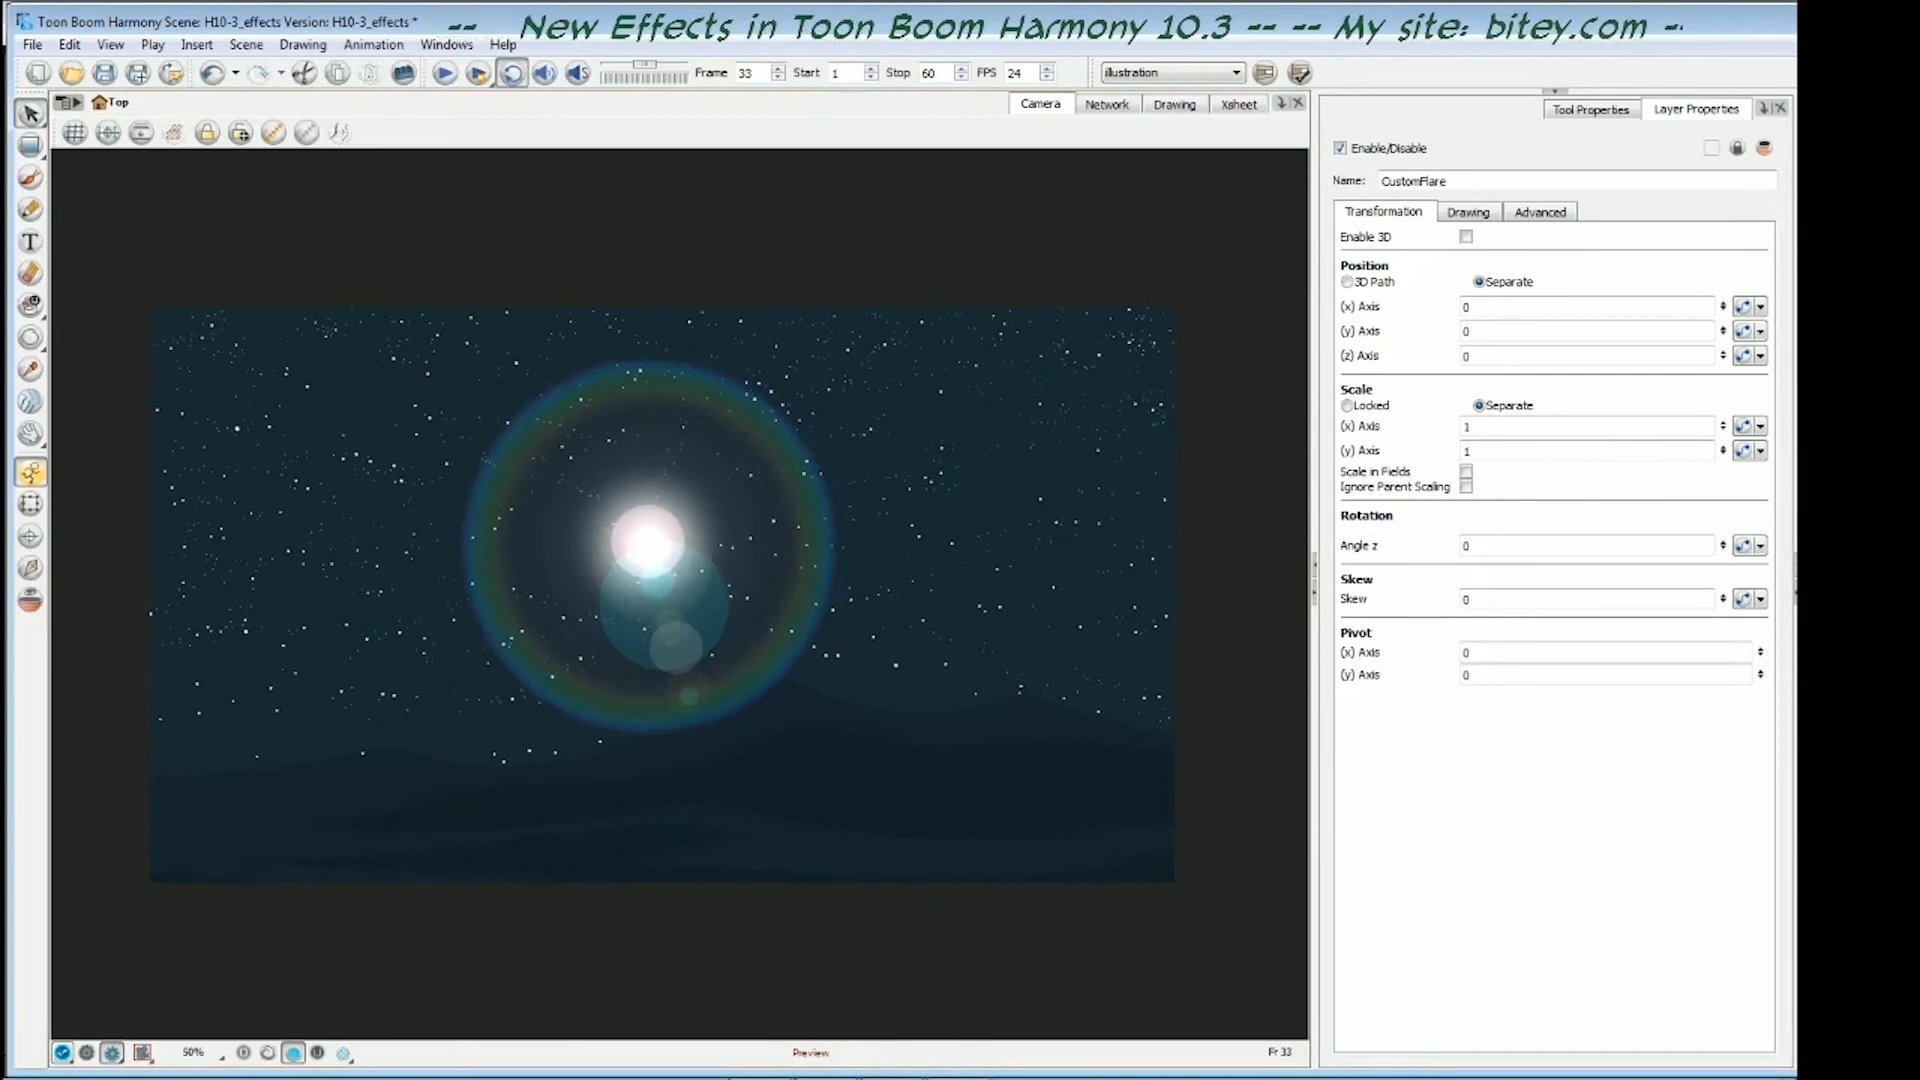 Toon Boom Harmony Scene: H10-3_effects Version: H10-3_effects *
-- New Effects in Toon Boom Harmony 10.3 -- -- My site: bitey.com -
File Edit View Play Insert Scene Drawing Animation Windows Help
Frame 33 Start 1 Stop 60 FPS 24 illustration
Top
Camera Network Drawing Xsheet
Tool Properties Layer Properties
Enable/Disable
Name: CustomFlare
Transformation Drawing Advanced
Enable 3D
Position
3D Path Separate
(x) Axis 0
(y) Axis 0
(z) Axis 0
Scale
Locked Separate
(x) Axis 1
(y) Axis 1
Scale in Fields
Ignore Parent Scaling
Rotation
Angle z 0
Skew
Skew 0
Pivot
(x) Axis 0
(y) Axis 0
50% Preview Fr 33